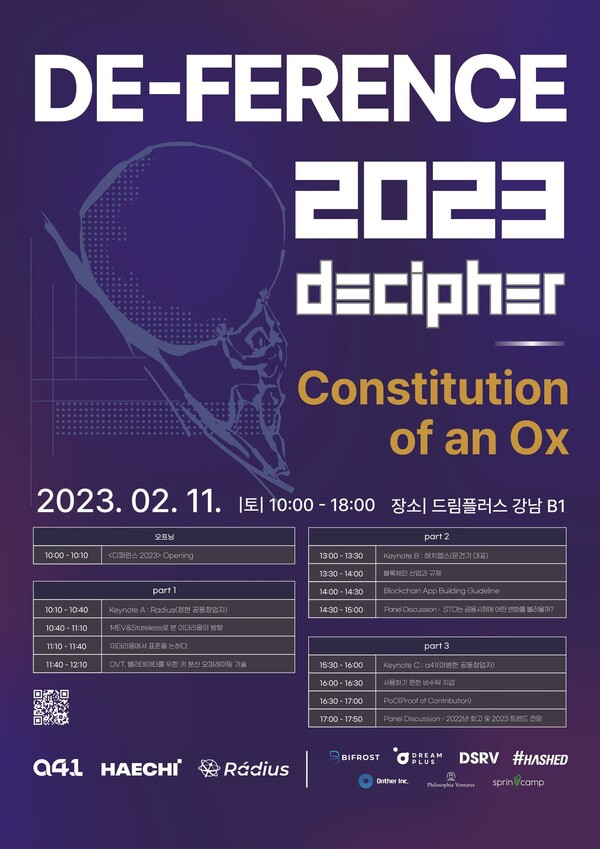 DE-FERENCE
2023
decipher
Constitution
of an Ox
2023. 02. 11. |토| 10:00 - 18:00 장소| 드림플러스 강남 B1
오프닝
10:00 - 10:10 <디퍼런스 2023> Opening
part 1
10:10 - 10:40 Keynote A : Radius(정현 공동창업자)
10:40 - 11:10 MEV&Stateless로 본 이더리움의 방향
11:10 - 11:40 이더리움에서 표준을 논하다
11:40 - 12:10 DVT, 밸리데이터를 위한 키 분산 오퍼레이팅 기술
part 2
13:00 - 13:30 Keynote B : 해치랩스(문건기 대표)
13:30 - 14:00 블록체인 산업과 규제
14:00 - 14:30 Blockchain App Building Guideline
14:30 - 15:00 Panel Discussion - STO는 금융시장에 어떤 변화를 불러올까?
part 3
15:30 - 16:00 Keynote C : a41(이병헌 공동창업자)
16:00 - 16:30 사용하기 편한 비수탁 지갑
16:30 - 17:00 PoC(Proof of Contribution)
17:00 - 17:50 Panel Discussion - 2022년 회고 및 2023 트렌드 전망
a41 HAECHI Rádius
BIFROST DREAM PLUS DSRV #HASHED
Onther Inc. Philosophia Ventures sprin camp